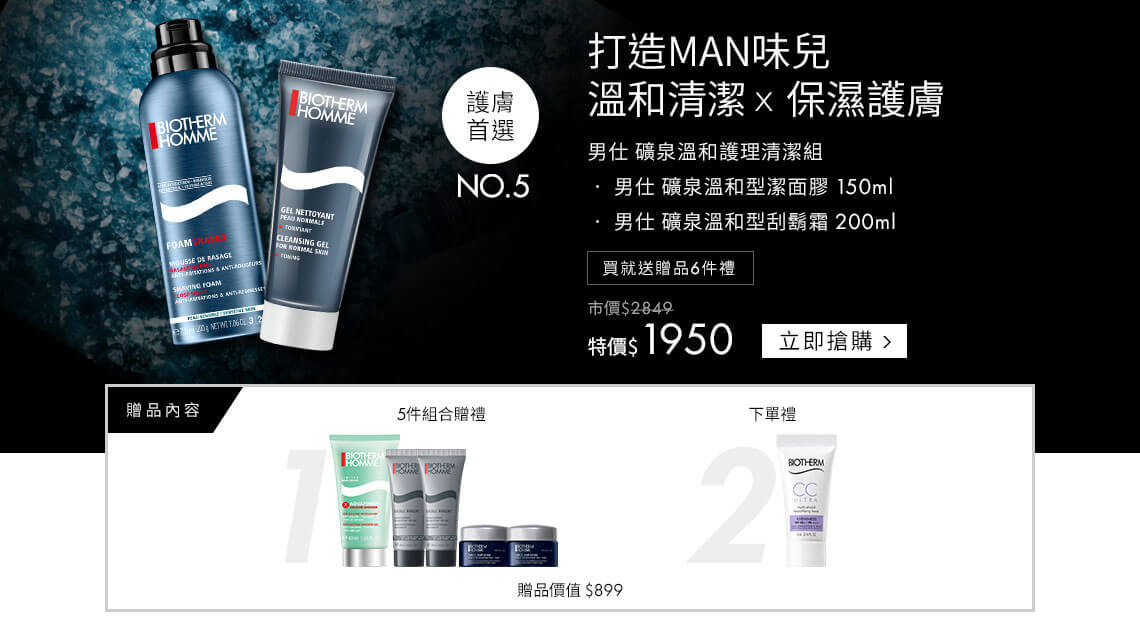 打造MAN味兒
溫和清潔 x 保濕護膚
護膚
首選
NO.5
男仕 礦泉溫和護理清潔組
· 男仕 礦泉溫和型潔面膠 150ml
· 男仕 礦泉溫和型刮鬍霜 200ml
買就送贈品6件禮
市價$2849
特價$1950
立即搶購 >
BIOTHERM
HOMME
FOAMSHAVER
MOUSSE DE RASAGE
SHAVING FOAM
BIOTHERM
HOMME
GEL NETTOYANT
PEAU NORMALE
TONIFIANT
CLEANSING GEL
FOR NORMAL SKIN
TONING
贈品內容
5件組合贈禮
下單禮
1
BIOTHERM
HOMME
BIOTHERM
HOMME
BIOTHERM
HOMME
BIOTHERM
HOMME
BIOTHERM
HOMME
2
BIOTHERM
CC
ULTRA
贈品價值 $899